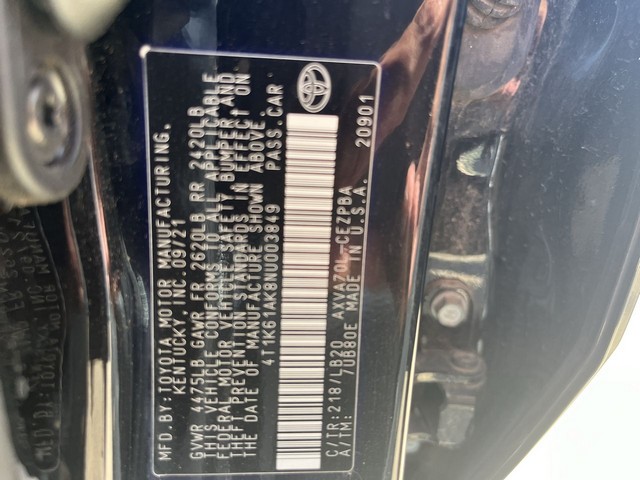 MFD.BY:TOYOTA MOTOR MANUFACTURING,
KENTUCKY, INC. 09/21
GVWR 4475LB GAWR FR 2620LB RR 2420LB
THIS VEHICLE CONFORMS TO ALL APPLICABLE
FEDERAL MOTOR VEHICLE SAFETY, BUMPER AND
THEFT PREVENTION STANDARDS IN EFFECT ON
THE DATE OF MANUFACTURE SHOWN ABOVE.
4T1K61AK8NU003849 PASS.CAR
C/TR:218/LB20 AXVA70L-CEZPBA
A/TM: 7UB80E MADE IN U.S.A. 20901